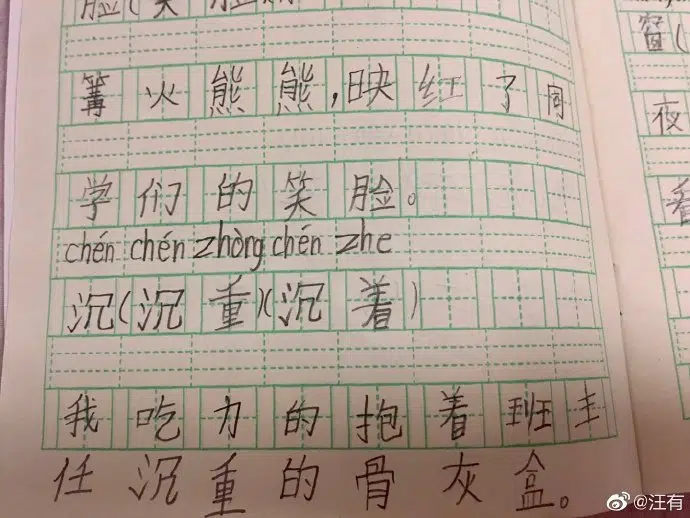 脸(笑脸
篝火熊熊,映红了同
学们的笑脸。
chén chén zhòng chén zhe
沉(沉重)(沉着)
我吃力的抱着班主
任沉重的骨灰盒。
夜
看
@汪有